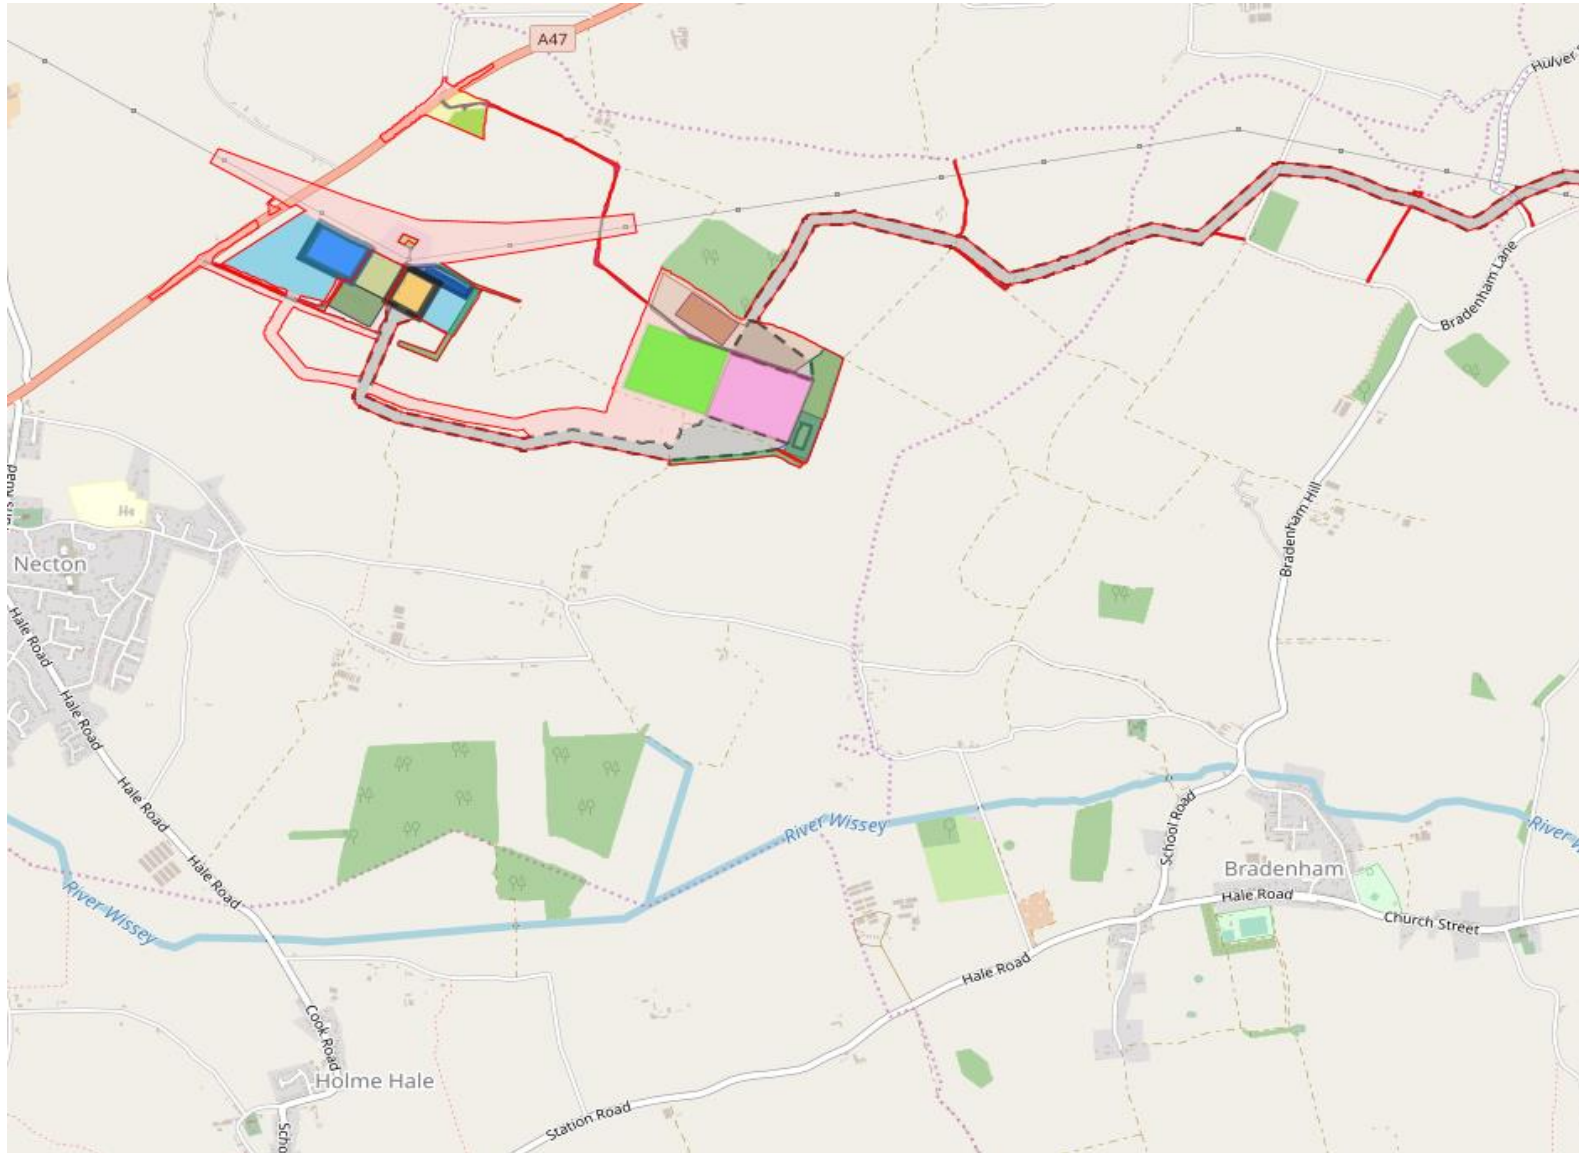 A47
Hulver
Bradenham Lane
Bradenham Hill
Necton
Hale Road
Hale Road
Hale Road
Hale Road
River Wissey
River Wissey
School Road
River W
Bradenham
Hale Road
Church Street
Hale Road
Cook Road
Holme Hale
Station Road
Scho